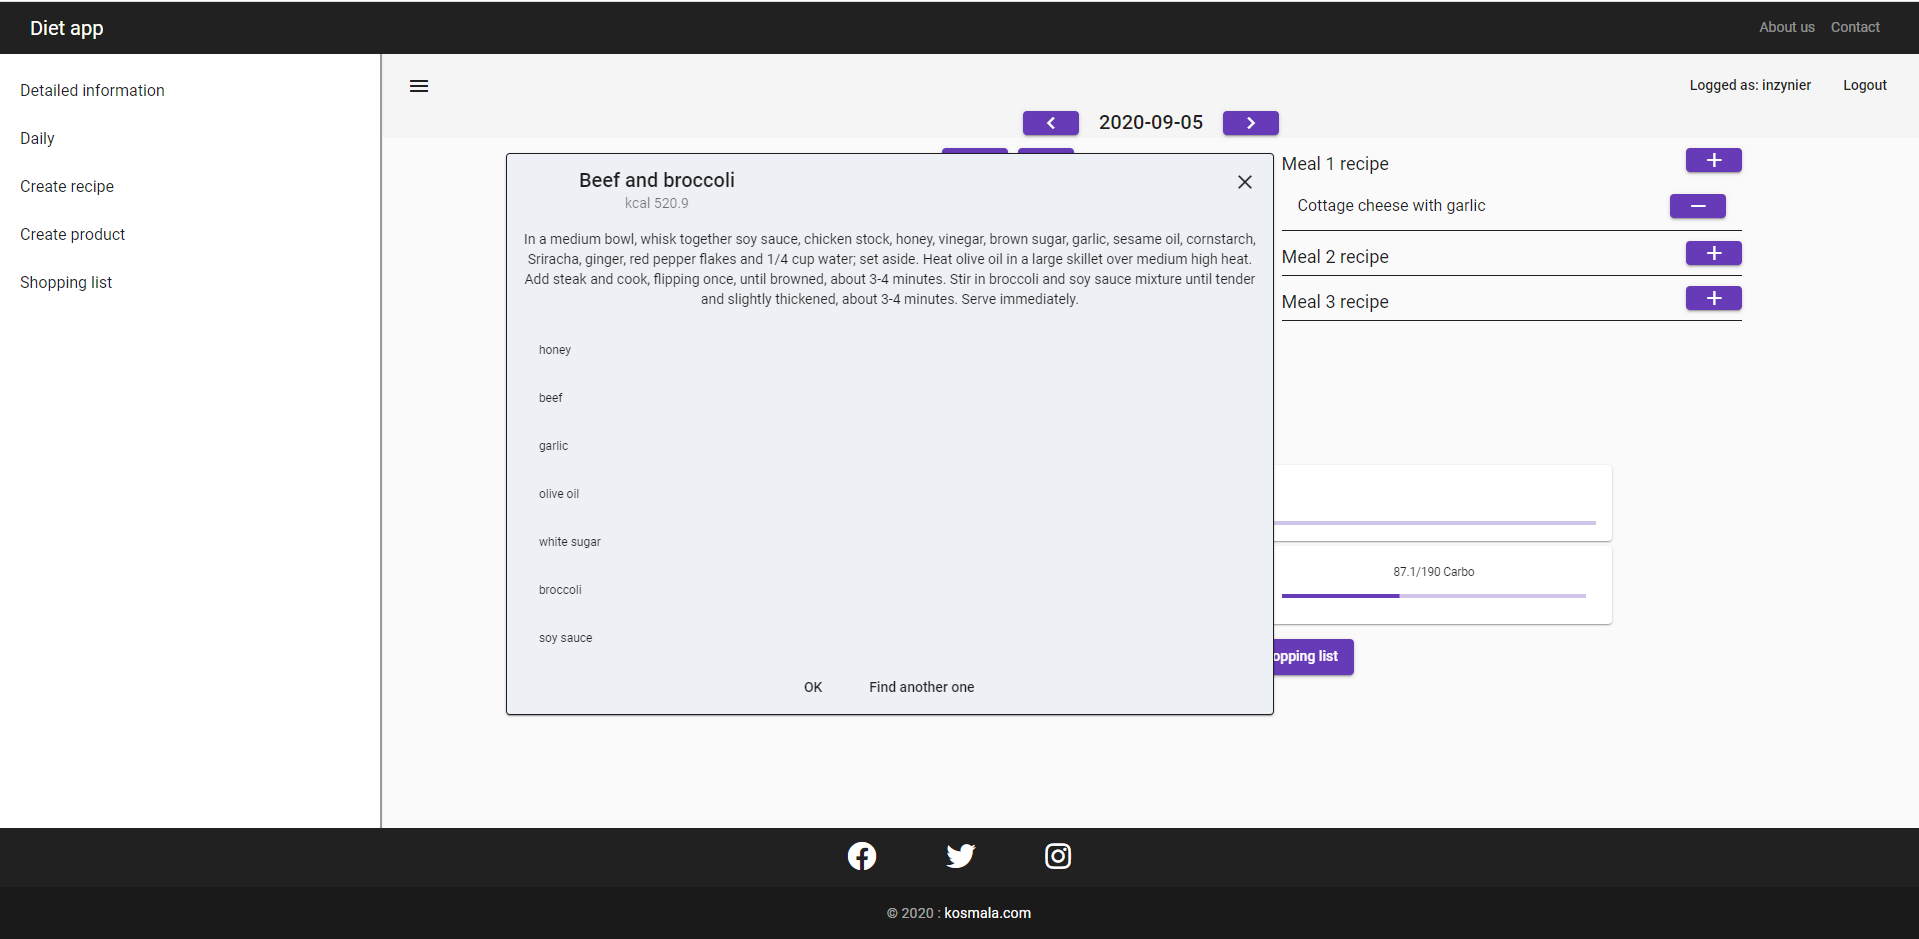 Diet app
About us
Contact
Detailed information
Daily
Create recipe
Create product
Shopping list
Logged as: inzynier
Logout
2020-09-05
Beef and broccoli
kcal 520.9
In a medium bowl, whisk together soy sauce, chicken stock, honey, vinegar, brown sugar, garlic, sesame oil, cornstarch,
Sriracha, ginger, red pepper flakes and 1/4 cup water; set aside. Heat olive oil in a large skillet over medium high heat.
Add steak and cook, flipping once, until browned, about 3-4 minutes. Stir in broccoli and soy sauce mixture until tender
and slightly thickened, about 3-4 minutes. Serve immediately.
honey
beef
garlic
olive oil
white sugar
broccoli
soy sauce
OK
Find another one
Meal 1 recipe
Cottage cheese with garlic
Meal 2 recipe
Meal 3 recipe
87.1/190 Carbo
opping list
© 2020 : kosmala.com